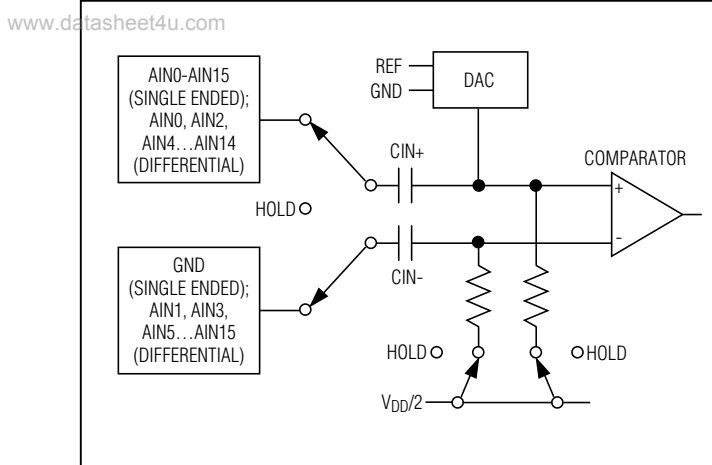 www.datasheet4u.com
AIN0-AIN15
(SINGLE ENDED);
AIN0, AIN2,
AIN4...AIN14
(DIFFERENTIAL)
REF
GND
DAC
CIN+
COMPARATOR
+
-
HOLD
GND
(SINGLE ENDED);
AIN1, AIN3,
AIN5...AIN15
(DIFFERENTIAL)
CIN-
HOLD
HOLD
VDD/2